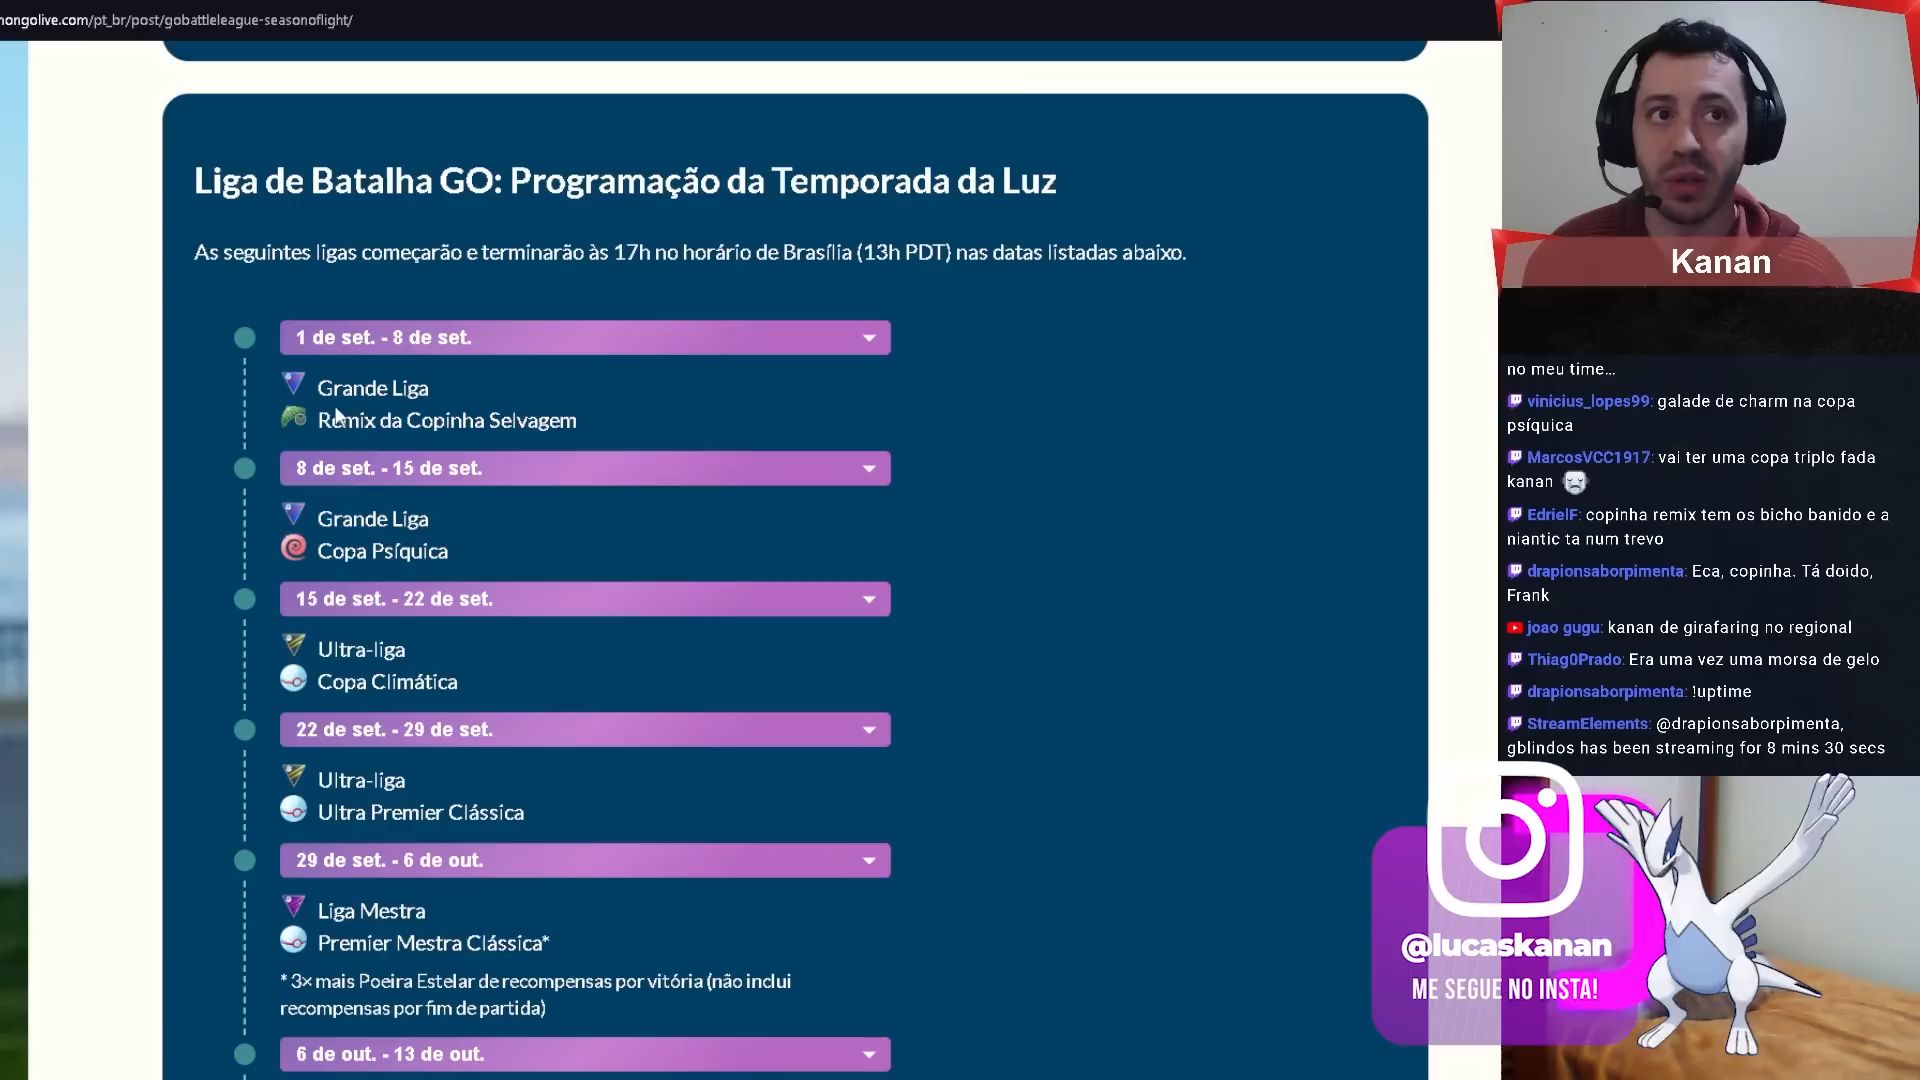 nongolive.com/pt_br/post/gobattleleague-seasonoflight/
Liga de Batalha GO: Programação da Temporada da Luz
As seguintes ligas começarão e terminarão às 17h no horário de Brasília (13h PDT) nas datas listadas abaixo.
1 de set. - 8 de set.
Grande Liga
Remix da Copinha Selvagem
8 de set. - 15 de set.
Grande Liga
Copa Psíquica
15 de set. - 22 de set.
Ultra-liga
Copa Climática
22 de set. - 29 de set.
Ultra-liga
Ultra Premier Clássica
29 de set. - 6 de out.
Liga Mestra
Premier Mestra Clássica*
* 3× mais Poeira Estelar de recompensas por vitória (não inclui
recompensas por fim de partida)
6 de out. - 13 de out.
Kanan
no meu time...
vinicius_lopes99: galade de charm na copa
psíquica
MarcosVCC1917: vai ter uma copa triplo fada
kanan
EdrielF: copinha remix tem os bicho banido e a
niantic ta num trevo
drapionsaborpimenta: Eca, copinha. Tá doido,
Frank
joao gugu: kanan de girafaring no regional
Thiag0Prado: Era uma vez uma morsa de gelo
drapionsaborpimenta: !uptime
StreamElements: @drapionsaborpimenta,
gblindos has been streaming for 8 mins 30 secs
@lucaskanan
ME SEGUE NO INSTA!